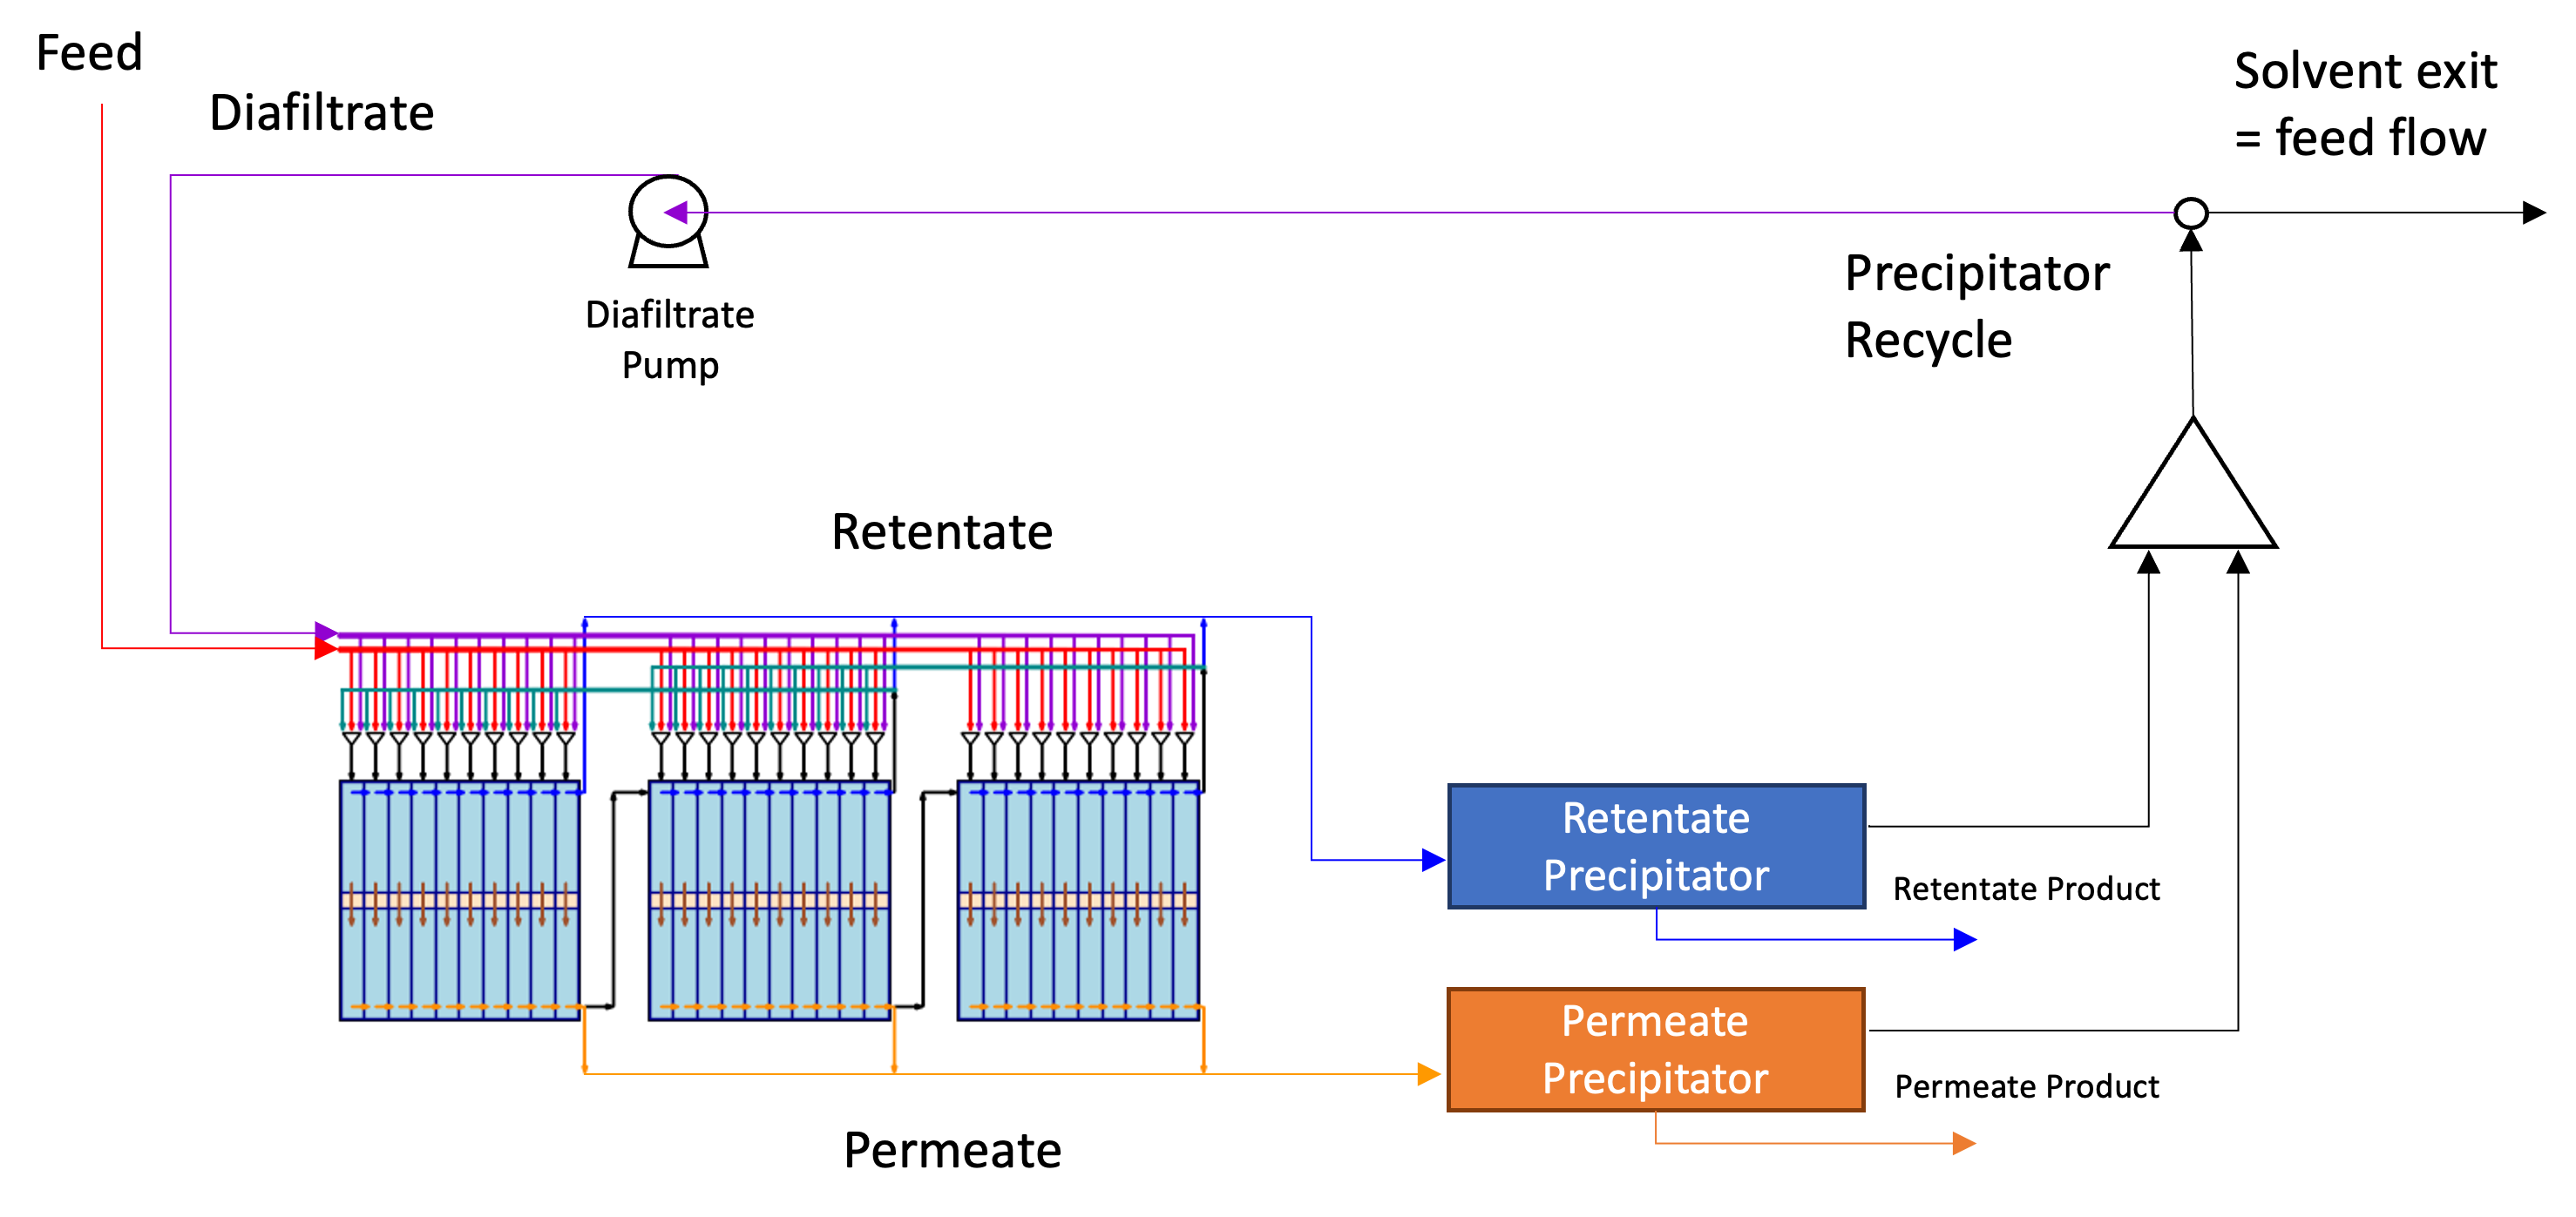 Feed
Diafiltrate
Solvent exit
= feed flow
Diafiltrate
Pump
Precipitator
Recycle
Retentate
Retentate
Precipitator
Retentate Product
Permeate
Precipitator
Permeate Product
Permeate